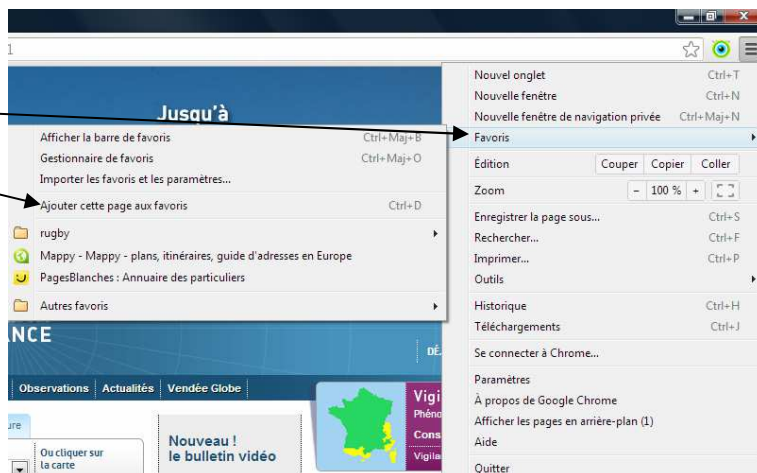 1
Jusqu'à
Nouvel onglet Ctrl+T
Nouvelle fenêtre Ctrl+N
Nouvelle fenêtre de navigation privée Ctrl+Maj+N
Favoris
Édition Couper Copier Coller
Zoom - 100 % +
Enregistrer la page sous... Ctrl+S
Rechercher... Ctrl+F
Imprimer... Ctrl+P
Outils
Historique Ctrl+H
Téléchargements Ctrl+J
Se connecter à Chrome...
Paramètres
À propos de Google Chrome
Afficher les pages en arrière-plan (1)
Aide
Quitter
Afficher la barre de favoris Ctrl+Maj+B
Gestionnaire de favoris Ctrl+Maj+O
Importer les favoris et les paramètres...
Ajouter cette page aux favoris Ctrl+D
rugby
Mappy - Mappy - plans, itinéraires, guide d'adresses en Europe
PagesBlanches : Annuaire des particuliers
Autres favoris
NCE
DÉ
Observations Actualités Vendée Globe
ure
Ou cliquer sur
la carte
Nouveau !
le bulletin vidéo
Vigi
Phéno
Cons
Vigila